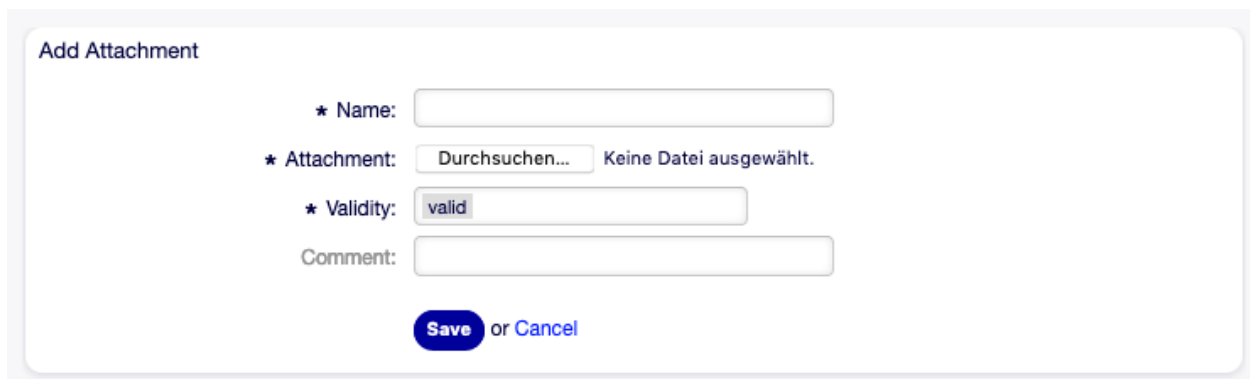 Add Attachment
★ Name:
★ Attachment: Durchsuchen... Keine Datei ausgewählt.
★ Validity: valid
Comment:
Save or Cancel